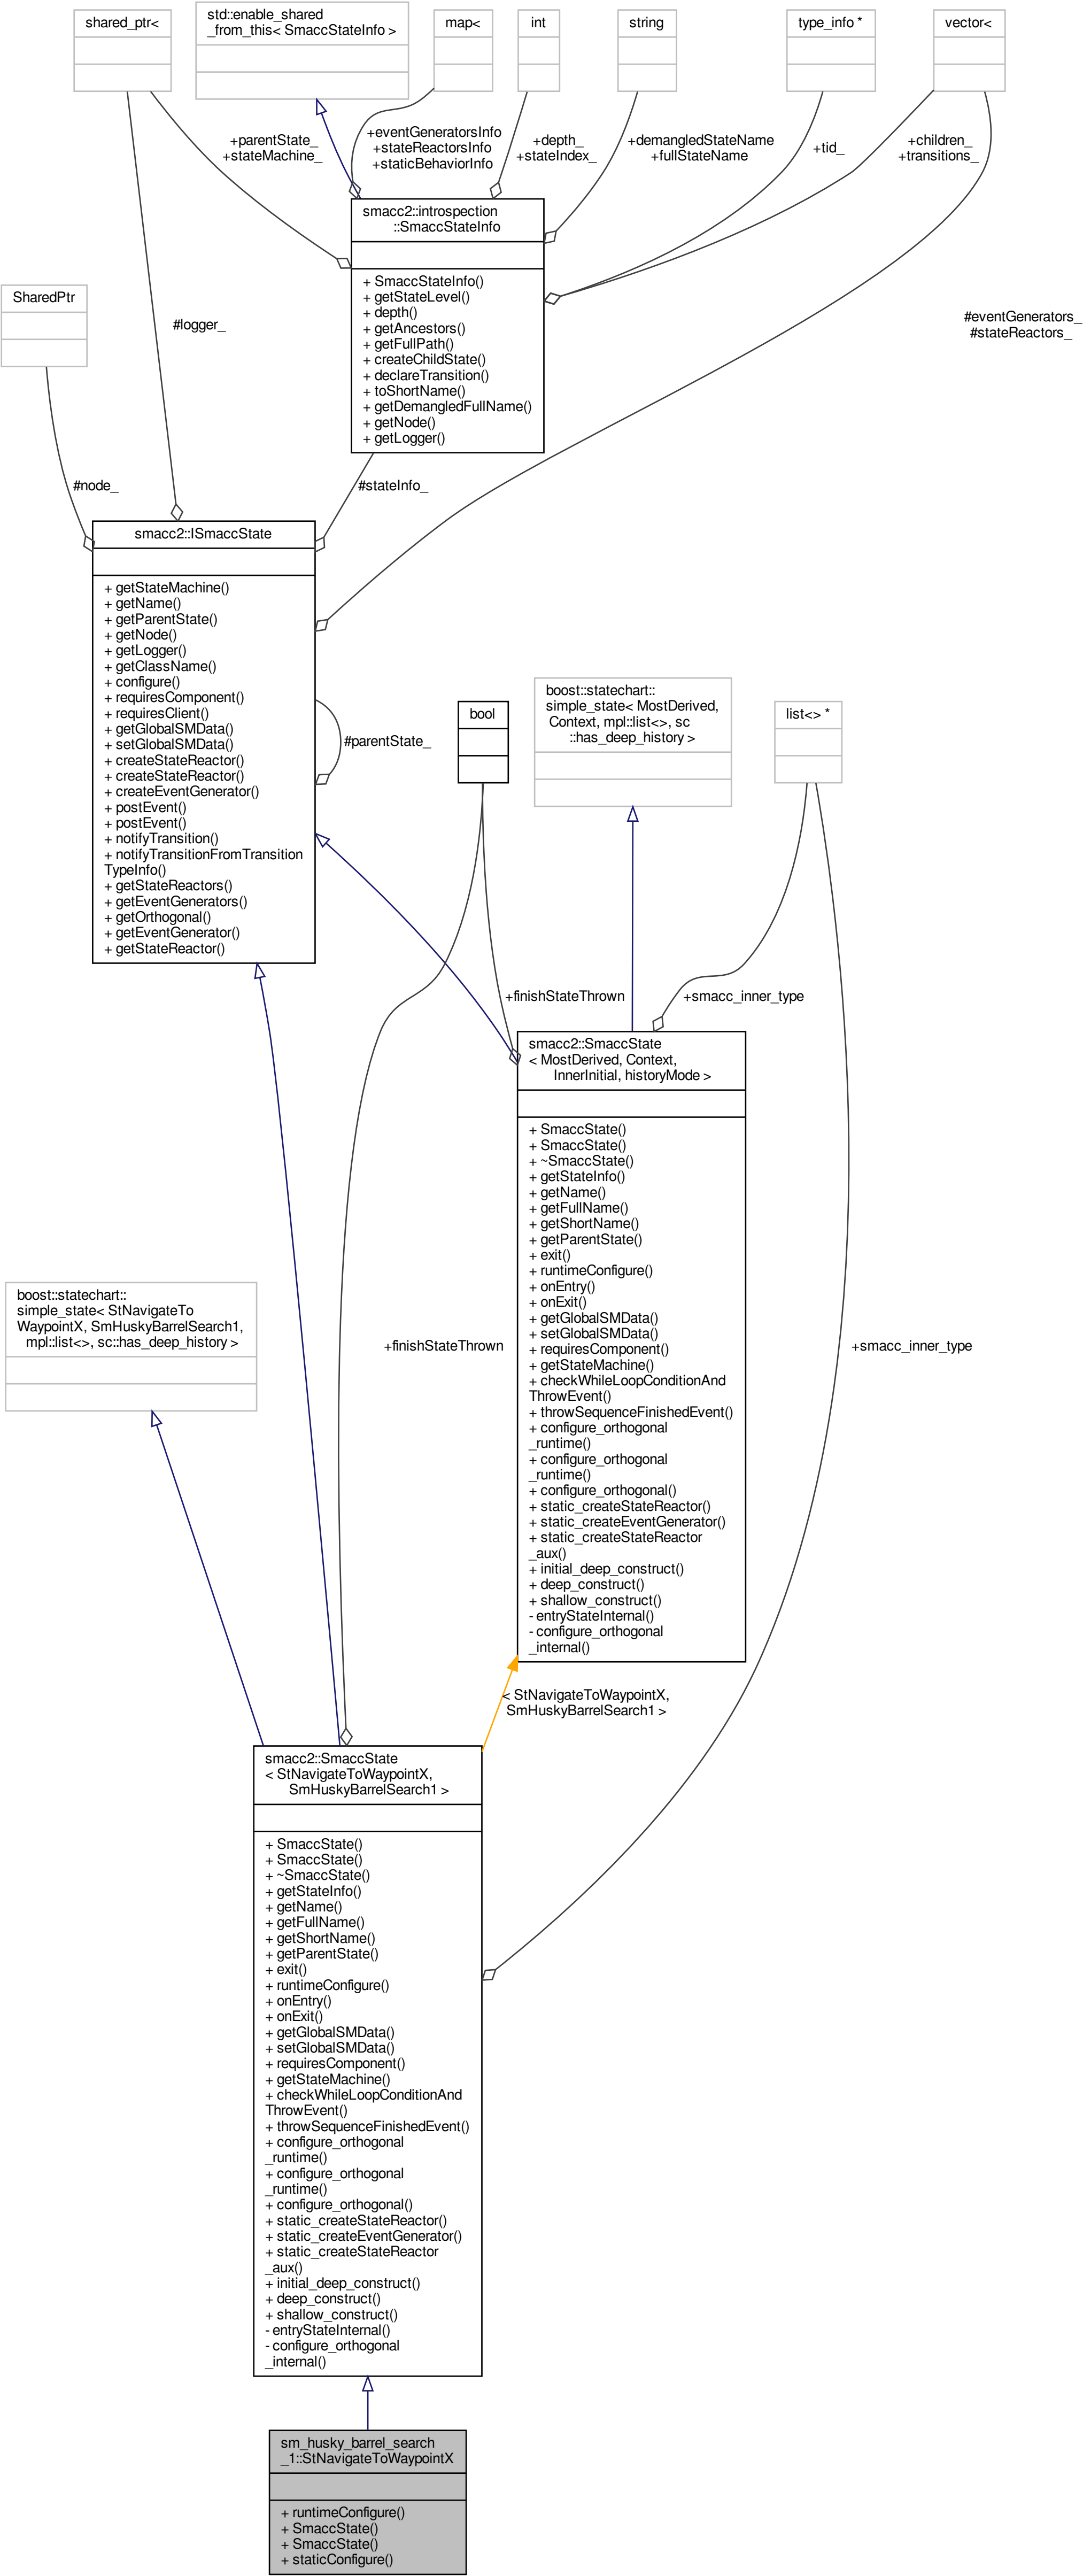 shared_ptr<
std::enable_shared
_from_this< SmaccStateInfo >
map<
int
string
type_info *
vector<
+parentState_
+stateMachine_
+eventGeneratorsInfo
+stateReactorsInfo
+staticBehaviorInfo
+depth_
+stateIndex_
+demangledStateName
+fullStateName
+tid_
+children_
+transitions_
smacc2::introspection
::SmaccStateInfo
+ SmaccStateInfo()
+ getStateLevel()
+ depth()
+ getAncestors()
+ getFullPath()
+ createChildState()
+ declareTransition()
+ toShortName()
+ getDemangledFullName()
+ getNode()
+ getLogger()
SharedPtr
#logger_
#eventGenerators_
#stateReactors_
#node_
#stateInfo_
smacc2::ISmaccState
+ getStateMachine()
+ getName()
+ getParentState()
+ getNode()
+ getLogger()
+ getClassName()
+ configure()
+ requiresComponent()
+ requiresClient()
+ getGlobalSMData()
+ setGlobalSMData()
+ createStateReactor()
+ createStateReactor()
+ createEventGenerator()
+ postEvent()
+ postEvent()
+ notifyTransition()
+ notifyTransitionFromTransition
TypeInfo()
+ getStateReactors()
+ getEventGenerators()
+ getOrthogonal()
+ getEventGenerator()
+ getStateReactor()
#parentState_
bool
boost::statechart::
simple_state< MostDerived,
Context, mpl::list<>, sc
::has_deep_history >
list<> *
+finishStateThrown
+smacc_inner_type
smacc2::SmaccState
< MostDerived, Context,
InnerInitial, historyMode >
+ SmaccState()
+ SmaccState()
+ ~SmaccState()
+ getStateInfo()
+ getName()
+ getFullName()
+ getShortName()
+ getParentState()
+ exit()
+ runtimeConfigure()
+ onEntry()
+ onExit()
+ getGlobalSMData()
+ setGlobalSMData()
+ requiresComponent()
+ getStateMachine()
+ checkWhileLoopConditionAnd
ThrowEvent()
+ throwSequenceFinishedEvent()
+ configure_orthogonal
_runtime()
+ configure_orthogonal
_runtime()
+ configure_orthogonal()
+ static_createStateReactor()
+ static_createEventGenerator()
+ static_createStateReactor
_aux()
+ initial_deep_construct()
+ deep_construct()
+ shallow_construct()
- entryStateInternal()
- configure_orthogonal
_internal()
boost::statechart::
simple_state< StNavigateTo
WaypointX, SmHuskyBarrelSearch1,
mpl::list<>, sc::has_deep_history >
+finishStateThrown
+smacc_inner_type
< StNavigateToWaypointX,
SmHuskyBarrelSearch1 >
smacc2::SmaccState
< StNavigateToWaypointX,
SmHuskyBarrelSearch1 >
+ SmaccState()
+ SmaccState()
+ ~SmaccState()
+ getStateInfo()
+ getName()
+ getFullName()
+ getShortName()
+ getParentState()
+ exit()
+ runtimeConfigure()
+ onEntry()
+ onExit()
+ getGlobalSMData()
+ setGlobalSMData()
+ requiresComponent()
+ getStateMachine()
+ checkWhileLoopConditionAnd
ThrowEvent()
+ throwSequenceFinishedEvent()
+ configure_orthogonal
_runtime()
+ configure_orthogonal
_runtime()
+ configure_orthogonal()
+ static_createStateReactor()
+ static_createEventGenerator()
+ static_createStateReactor
_aux()
+ initial_deep_construct()
+ deep_construct()
+ shallow_construct()
- entryStateInternal()
- configure_orthogonal
_internal()
sm_husky_barrel_search
_1::StNavigateToWaypointX
+ runtimeConfigure()
+ SmaccState()
+ SmaccState()
+ staticConfigure()